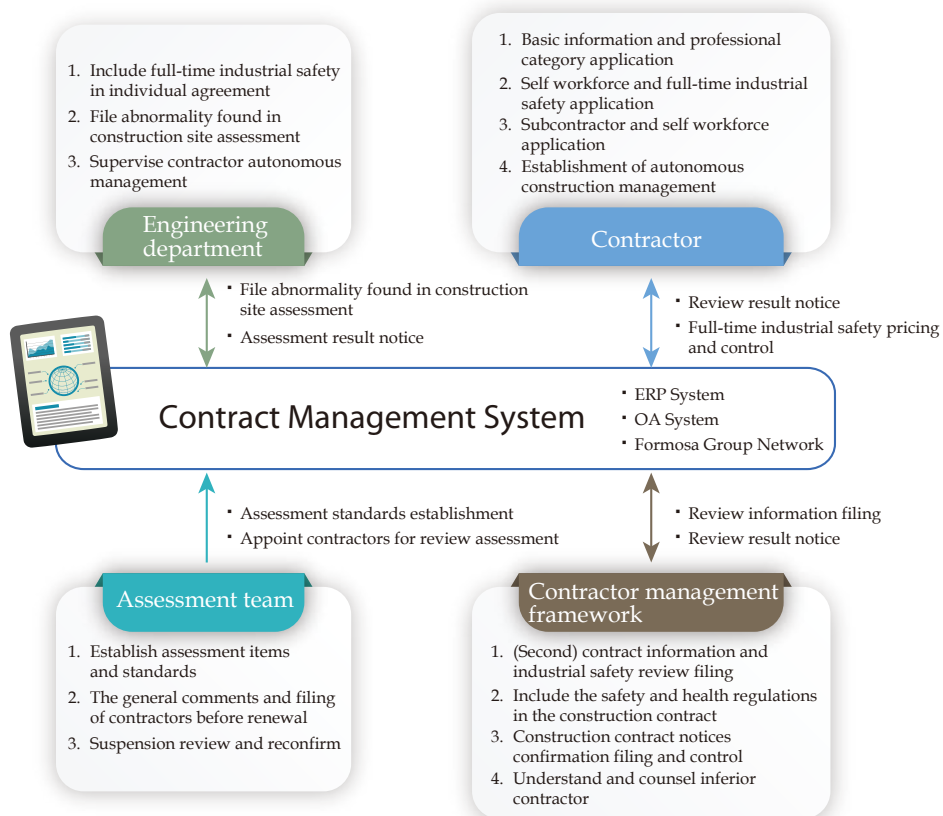 1. Include full-time industrial safety
in individual agreement
2. File abnormality found in
construction site assessment
3. Supervise contractor autonomous
management
Engineering
department
1. Basic information and professional
category application
2. Self workforce and full-time industrial
safety application
3. Subcontractor and self workforce
application
4. Establishment of autonomous
construction management
Contractor
▪ File abnormality found in construction
site assessment
▪ Assessment result notice
▪ Review result notice
▪ Full-time industrial safety pricing
and control
Contract Management System
▪ ERP System
▪ OA System
▪ Formosa Group Network
▪ Assessment standards establishment
▪ Appoint contractors for review assessment
▪ Review information filing
▪ Review result notice
Assessment team
1. Establish assessment items
and standards
2. The general comments and filing
of contractors before renewal
3. Suspension review and reconfirm
Contractor management
framework
1. (Second) contract information and
industrial safety review filing
2. Include the safety and health regulations
in the construction contract
3. Construction contract notices
confirmation filing and control
4. Understand and counsel inferior
contractor